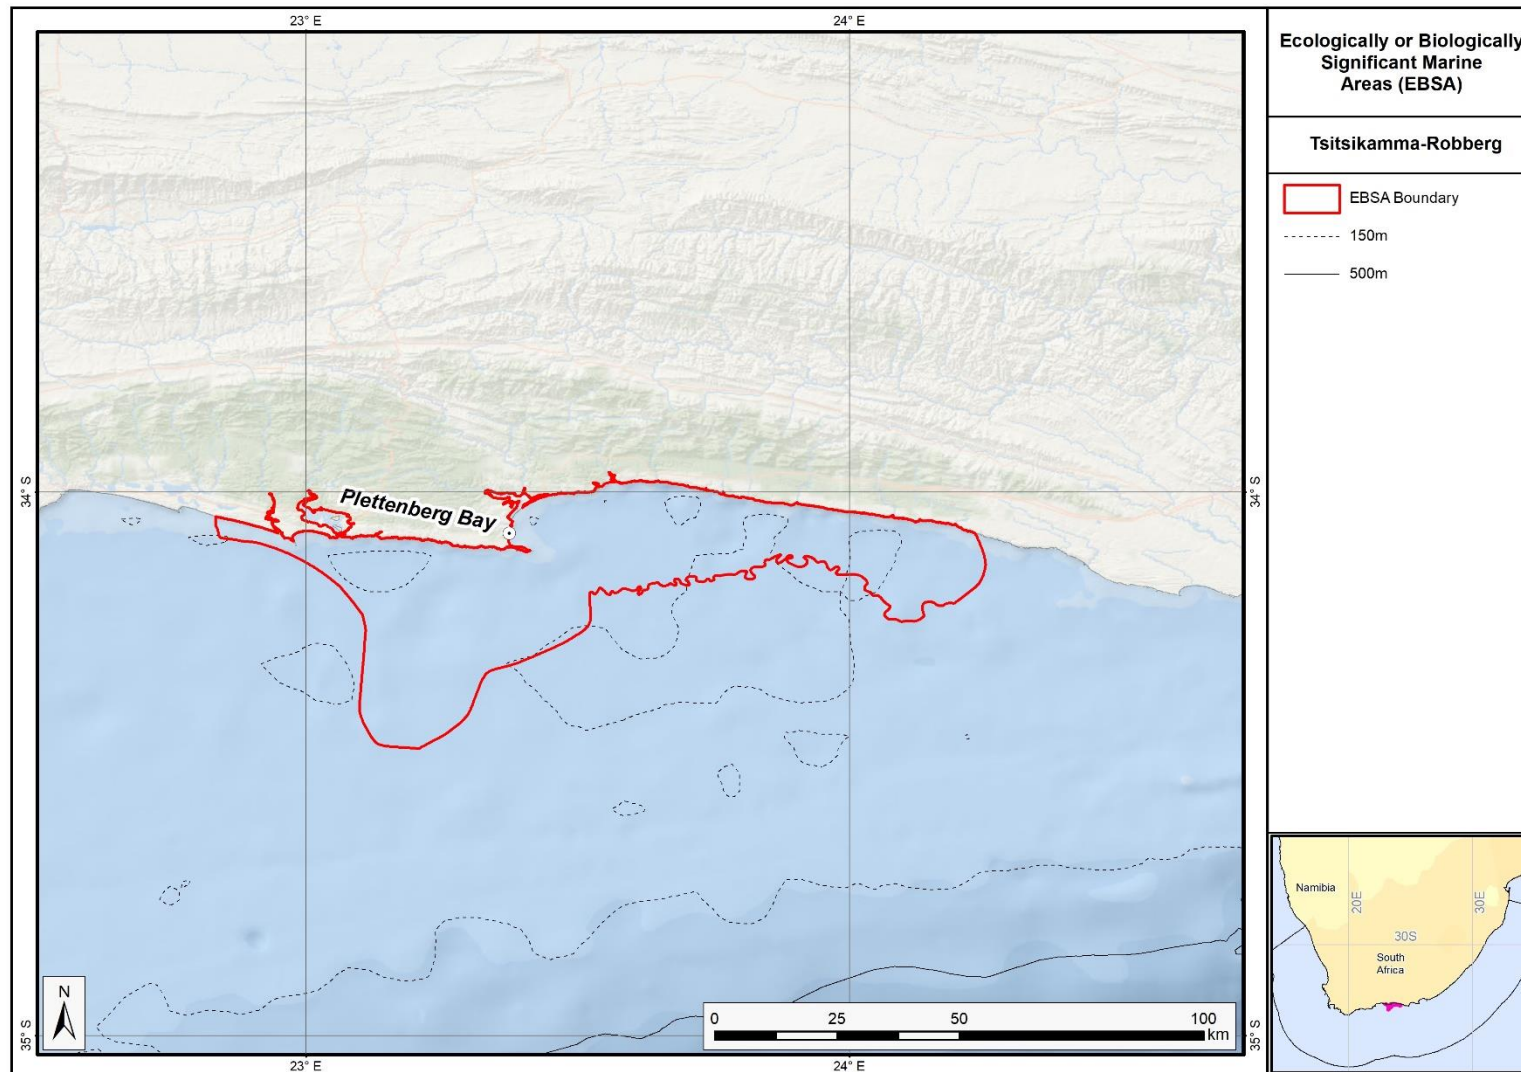 23° E
24° E
Ecologically or Biologically
Significant Marine
Areas (EBSA)
Tsitsikamma-Robberg
EBSA Boundary
150m
500m
34° S
34° S
Plettenberg Bay
Namibia
20E
30E
30S
South
Africa
N
0
25
50
100
km
35° S
35° S
23° E
24° E